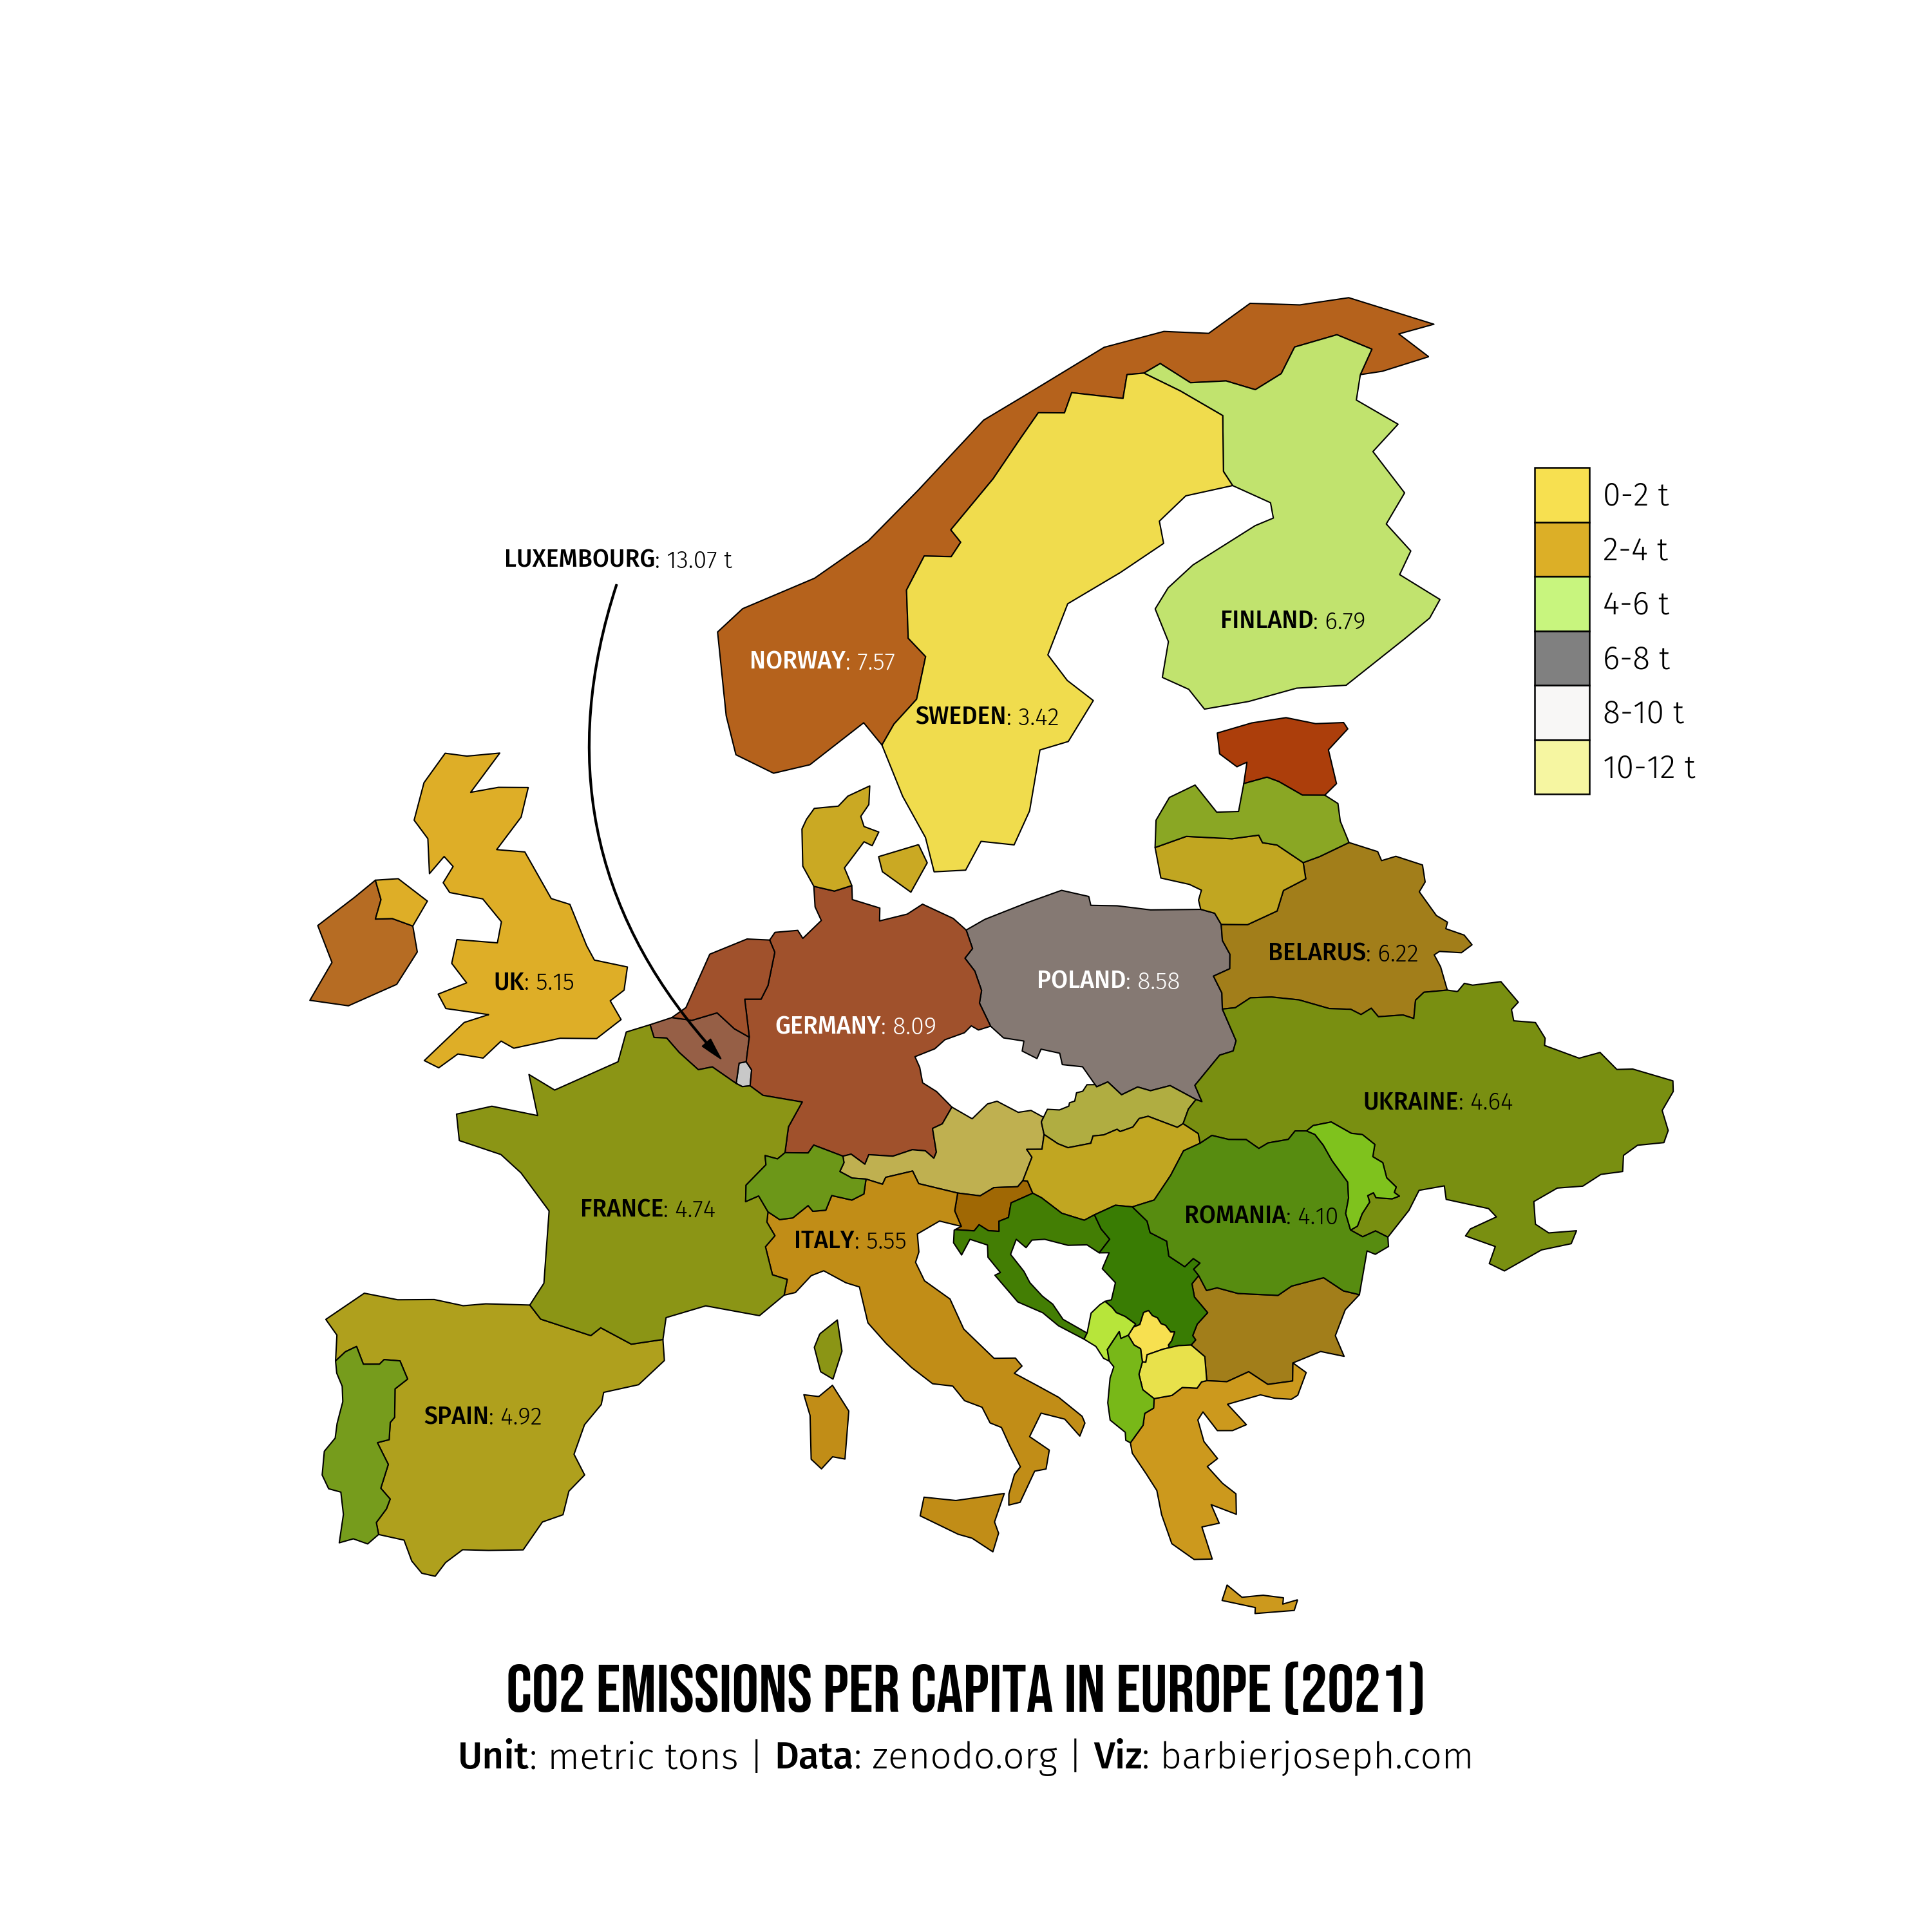 LUXEMBOURG: 13.07 t
NORWAY: 7.57
SWEDEN: 3.42
FINLAND: 6.79
0-2 t
2-4 t
4-6 t
6-8 t
8-10 t
10-12 t
UK: 5.15
GERMANY: 8.09
POLAND: 8.58
BELARUS: 6.22
UKRAINE: 4.64
FRANCE: 4.74
ITALY: 5.55
ROMANIA: 4.10
SPAIN: 4.92
CO2 EMISSIONS PER CAPITA IN EUROPE (2021)
Unit: metric tons | Data: zenodo.org | Viz: barbierjoseph.com